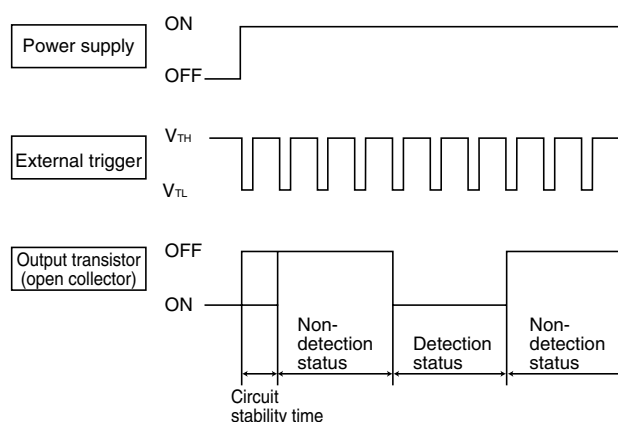 Power supply
ON
OFF
External trigger
VTH
VTL
Output transistor
(open collector)
OFF
ON
Non-
detection
status
Detection
status
Non-
detection
status
Circuit
stability time